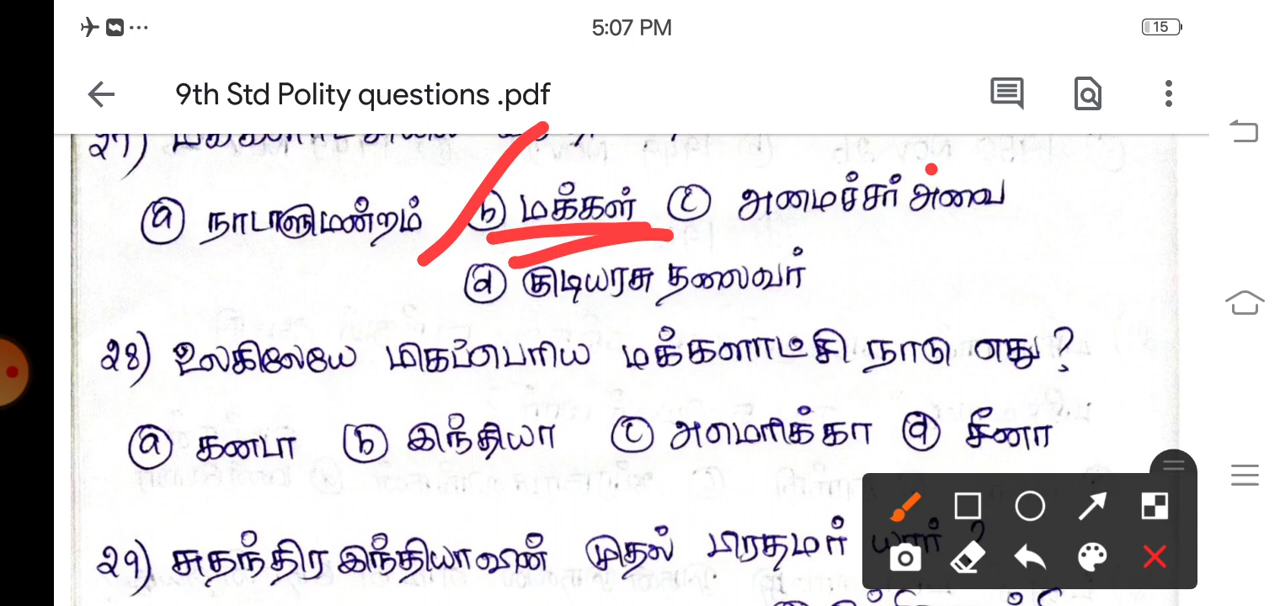 5:07 PM
15
9th Std Polity questions .pdf
27)
a) நாடாளுமன்றம் b) மக்கள் c) அமைச்சர் அவை
d) குடியரசு தலைவர்
28) உலகிலேயே மிகப்பெரிய மக்களாட்சி நாடு எது ?
a) கனடா b) இந்தியா c) அமெரிக்கா d) சீனா
29) சுதந்திர இந்தியாவின் முதல் பிரதமர் யார் ?